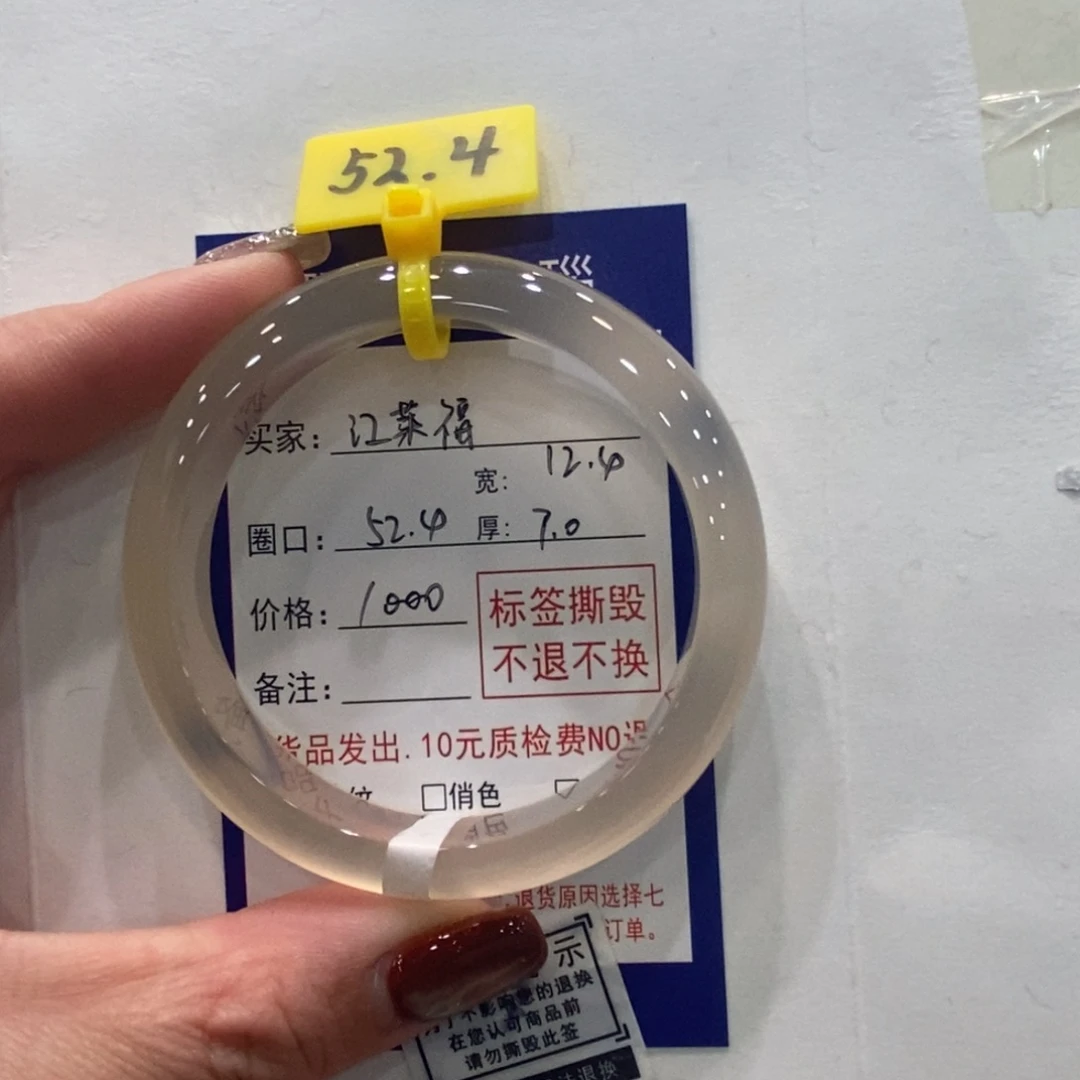 52.4
买家：江莱福
宽：12.4
圈口：52.4 厚：7.0
价格：1000
标签撕毁
不退不换
备注：
货品发出.10元质检费NO退
纹 □俏色
退货原因选择七
订单。
示
不影响您的退换
在您认可商品前
请勿撕毁此签
退换